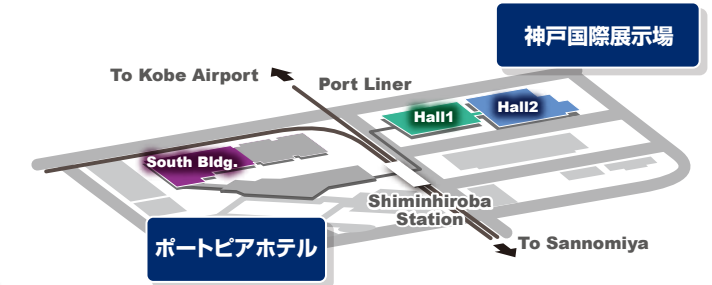 神戸国際展示場
To Kobe Airport
Port Liner
Hall1
Hall2
South Bldg.
Shiminhiroba
Station
ポートピアホテル
To Sannomiya